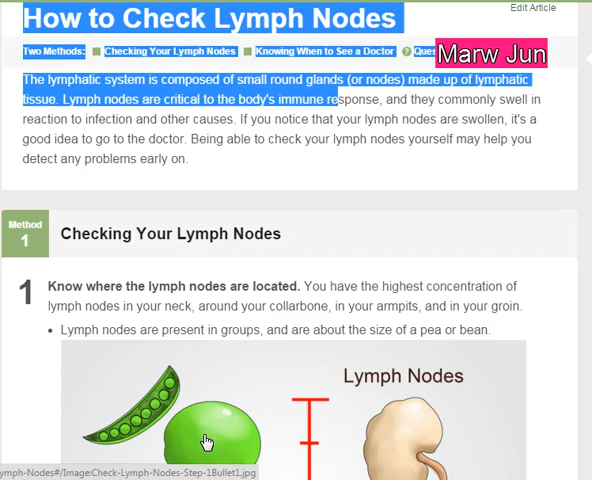 Edit Article
How to Check Lymph Nodes
Two Methods: Checking Your Lymph Nodes Knowing When to See a Doctor
Marw Jun
The lymphatic system is composed of small round glands (or nodes) made up of lymphatic
tissue. Lymph nodes are critical to the body's immune response, and they commonly swell in
reaction to infection and other causes. If you notice that your lymph nodes are swollen, it's a
good idea to go to the doctor. Being able to check your lymph nodes yourself may help you
detect any problems early on.
Method
1
Checking Your Lymph Nodes
1 Know where the lymph nodes are located. You have the highest concentration of
lymph nodes in your neck, around your collarbone, in your armpits, and in your groin.
• Lymph nodes are present in groups, and are about the size of a pea or bean.
Lymph Nodes
ymph-Nodes#/Image:Check-Lymph-Nodes-Step-1Bullet1.jpg